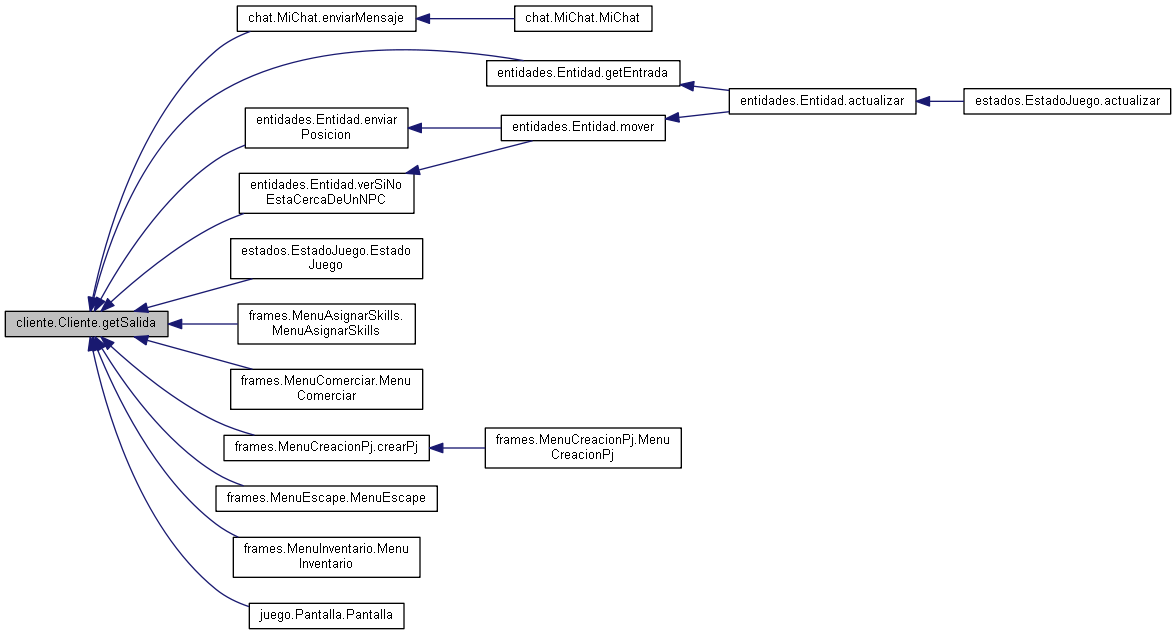 chat.MiChat.enviarMensaje
chat.MiChat.MiChat
entidades.Entidad.getEntrada
entidades.Entidad.actualizar
estados.EstadoJuego.actualizar
entidades.Entidad.enviar
Posicion
entidades.Entidad.mover
entidades.Entidad.verSiNo
EstaCercaDeUnNPC
estados.EstadoJuego.Estado
Juego
cliente.Cliente.getSalida
frames.MenuAsignarSkills.
MenuAsignarSkills
frames.MenuComerciar.Menu
Comerciar
frames.MenuCreacionPj.crearPj
frames.MenuCreacionPj.Menu
CreacionPj
frames.MenuEscape.MenuEscape
frames.MenuInventario.Menu
Inventario
juego.Pantalla.Pantalla